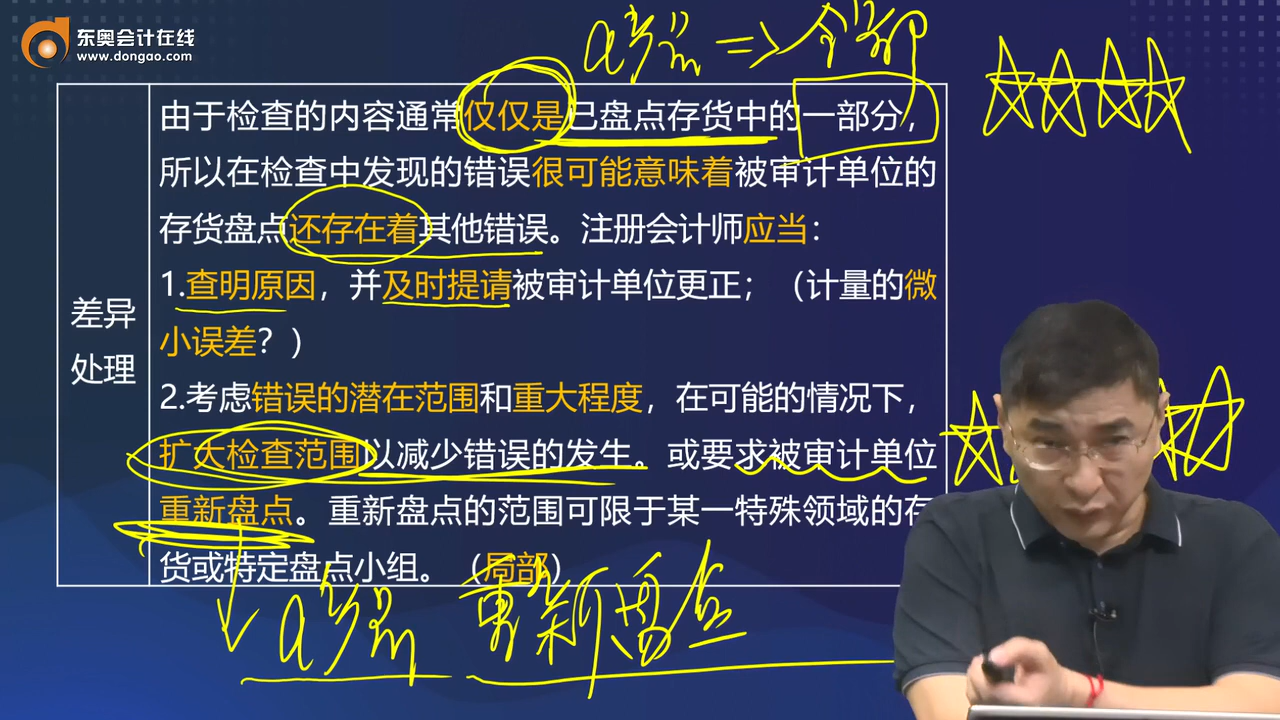 东奥会计在线
www.dongao.com
由于检查的内容通常仅仅是已盘点存货中的一部分，
所以在检查中发现的错误很可能意味着被审计单位的
存货盘点还存在着其他错误。注册会计师应当：
1.查明原因，并及时提请被审计单位更正；（计量的微
小误差？）
差异
处理
2.考虑错误的潜在范围和重大程度，在可能的情况下，
扩大检查范围以减少错误的发生。或要求被审计单位
重新盘点。重新盘点的范围可限于某一特殊领域的存
货或特定盘点小组。（局部）
重新盘点